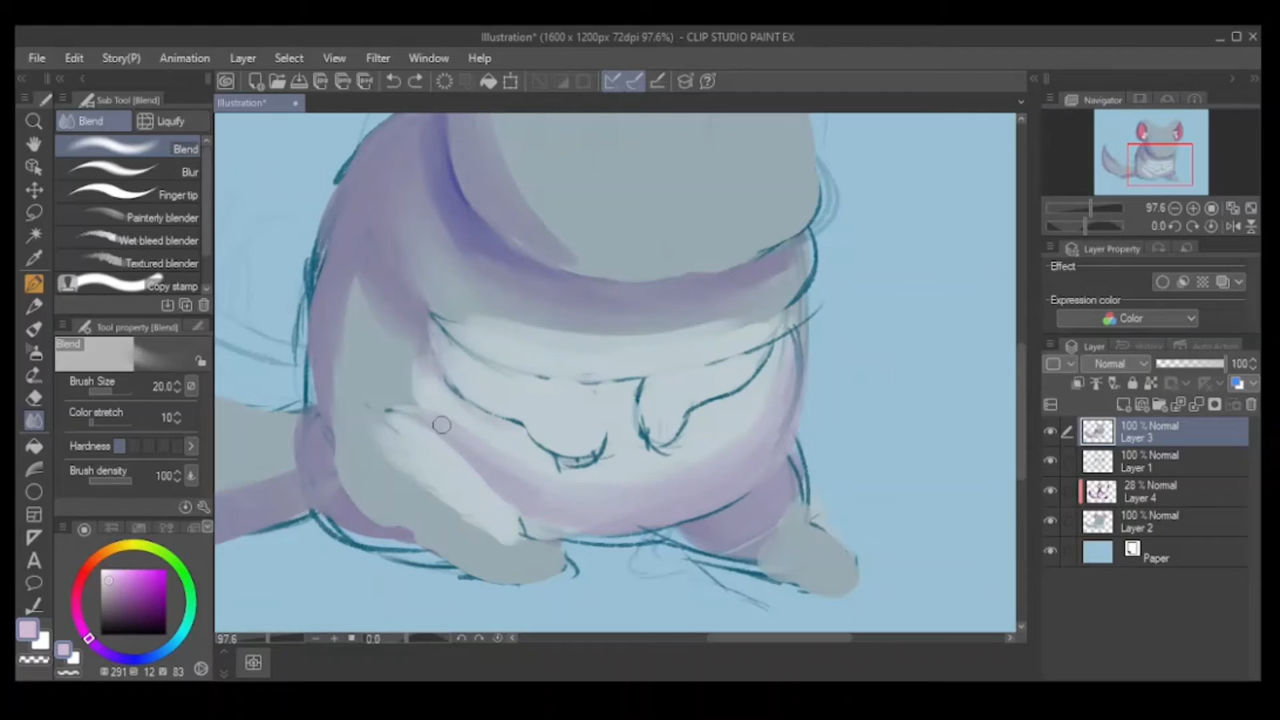 Illustration* (1600 x 1200px 72dpi 97.6%) - CLIP STUDIO PAINT EX
File Edit Story(P) Animation Layer Select View Filter Window Help
Sub Tool [Blend]
Illustration*
Navigator
Blend Liquify
Blend
Blur
Finger tip
Painterly blender
Wet bleed blender
Textured blender
Copy stamp
97.6
0.0
Layer Property
Effect
Expression color
Color
Tool property [Blend]
Blend
Brush Size 20.0
Color stretch 10
Hardness
Brush density 100
Layer
Normal 100
100 % Normal
Layer 3
100 % Normal
Layer 1
28 % Normal
Layer 4
100 % Normal
Layer 2
Paper
97.6 0.0
291 12 83